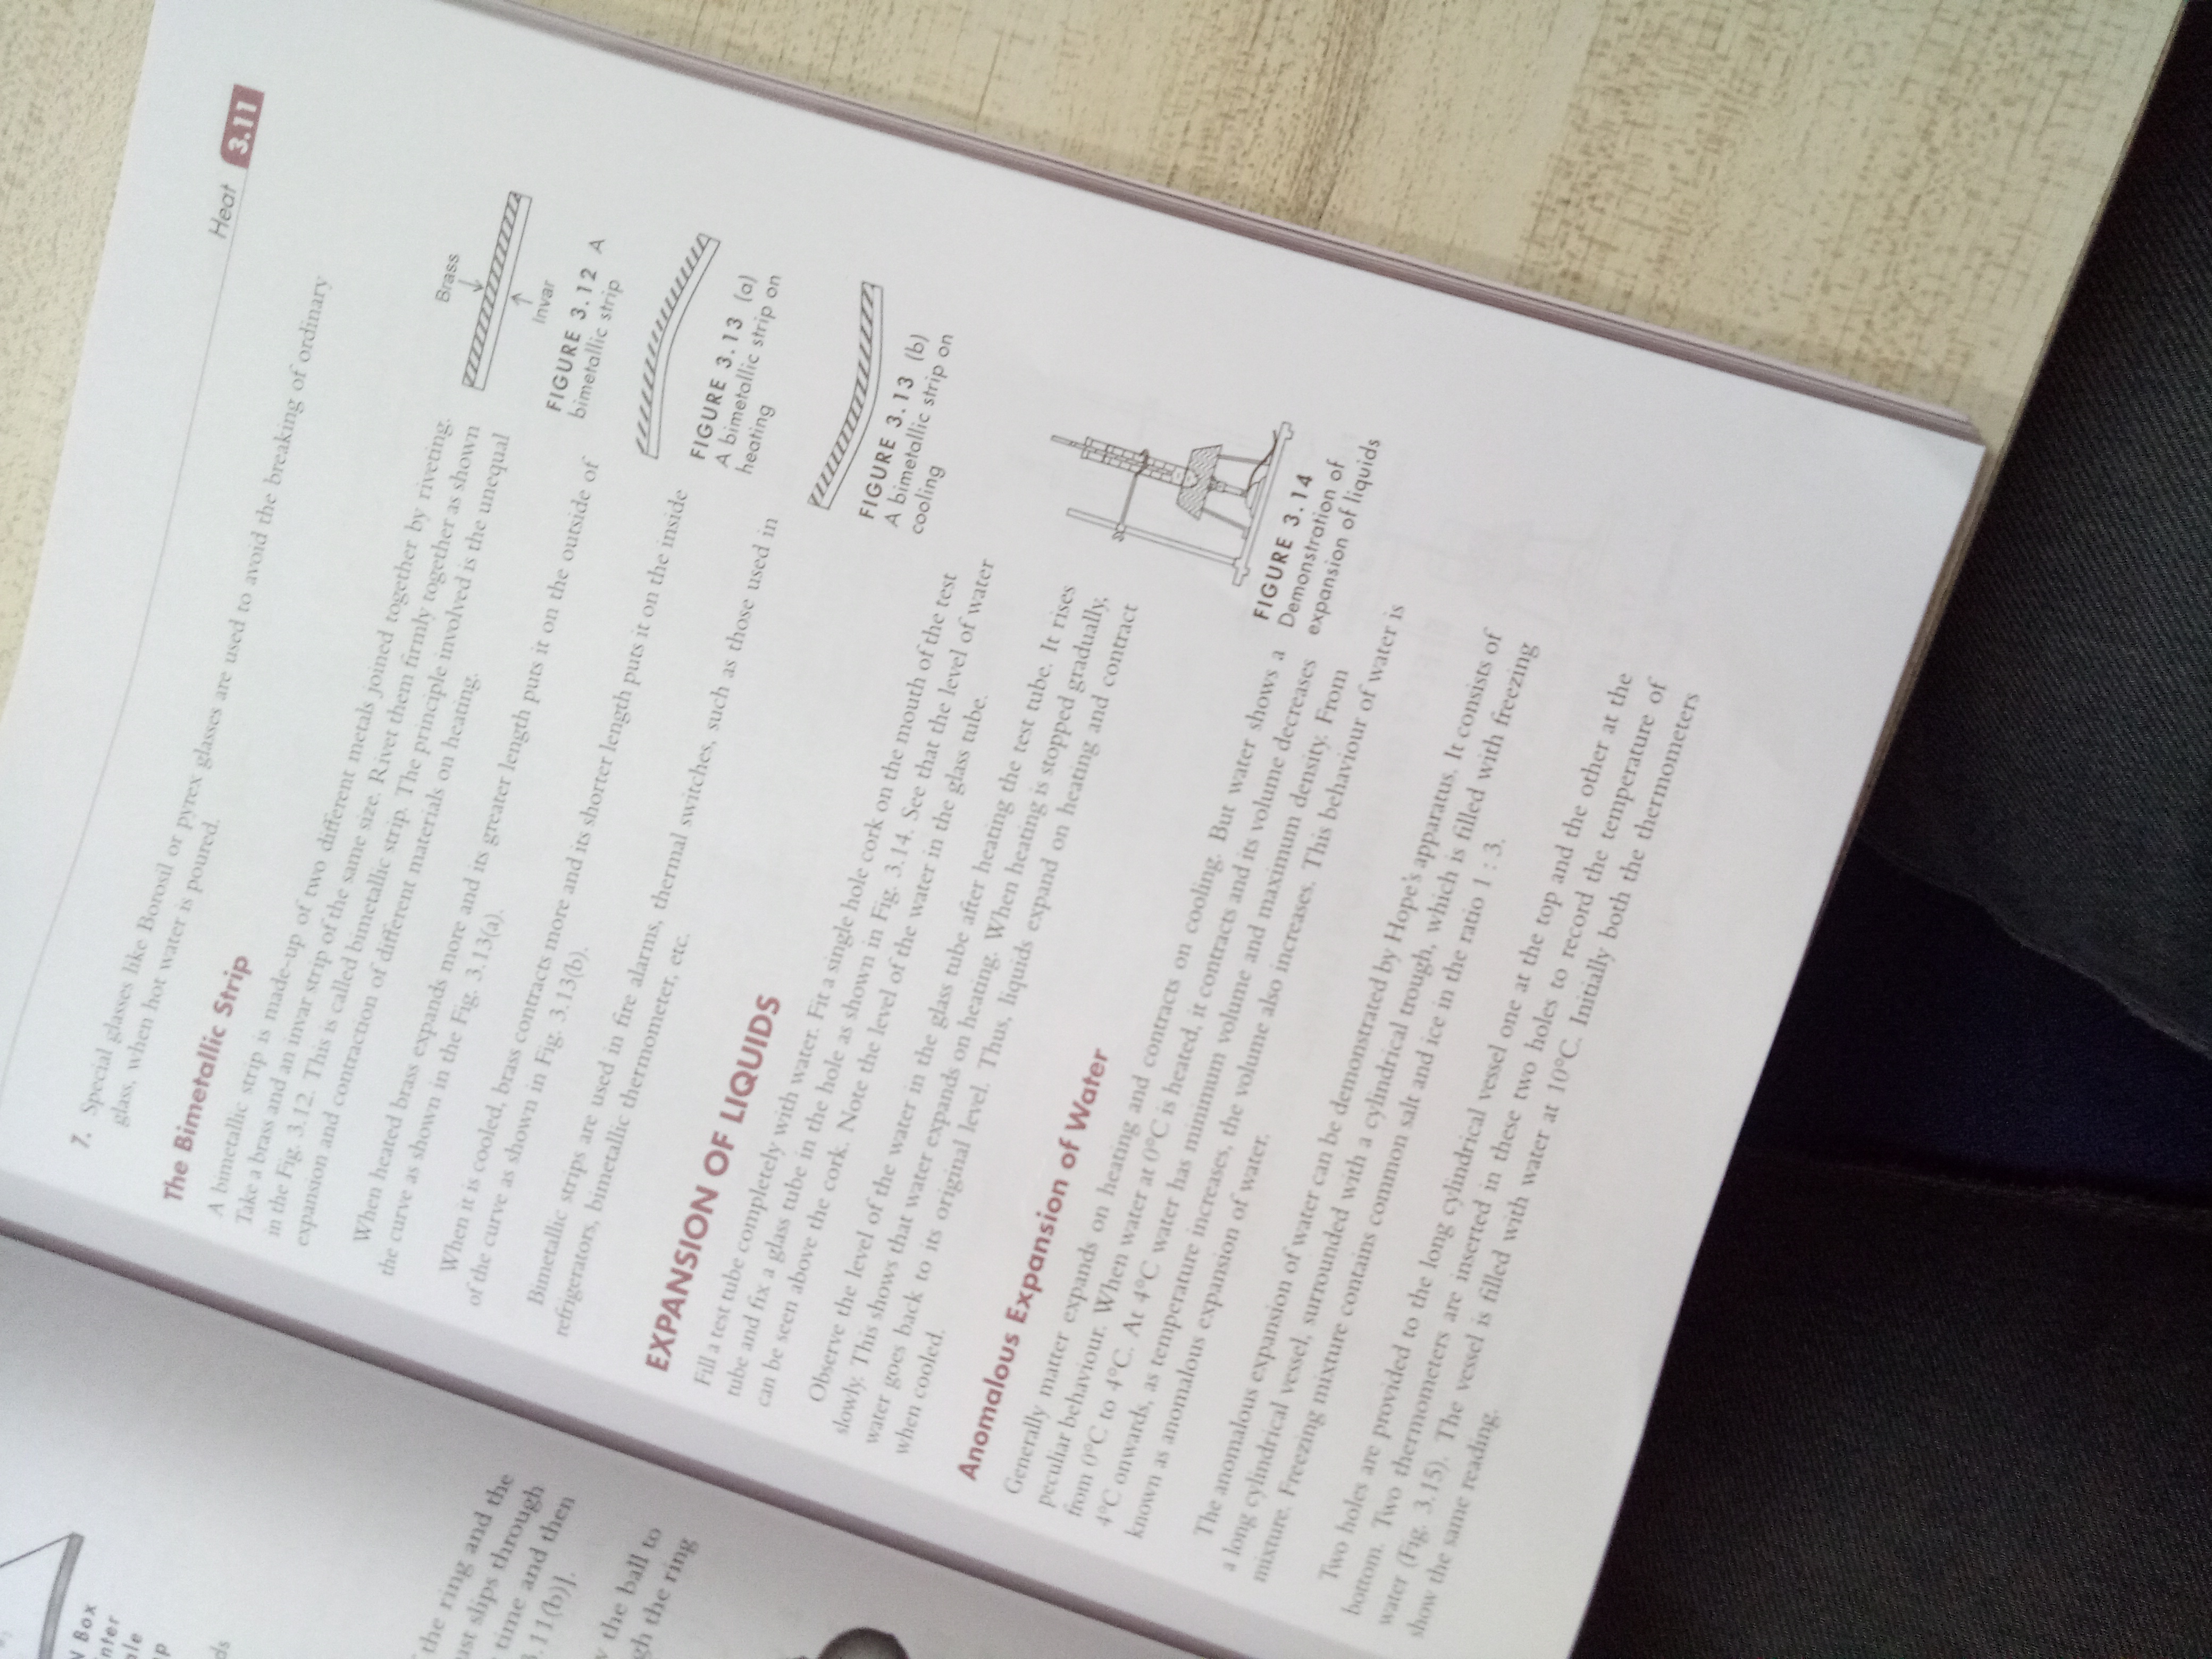 Heat 3.11
7. Special glasses like Borosil or pyrex glasses are used to avoid the breaking of ordinary
glass, when hot water is poured.
The Bimetallic Strip
A bimetallic strip is made-up of two different metals joined together by riveting.
Take a brass and an invar strip of the same size. Rivet them firmly together as shown
in the Fig. 3.12. This is called bimetallic strip. The principle involved is the unequal
expansion and contraction of different materials on heating.
When heated brass expands more and its greater length puts it on the outside of
the curve as shown in the Fig. 3.13(a).
When it is cooled, brass contracts more and its shorter length puts it on the inside
of the curve as shown in Fig. 3.13(b).
Bimetallic strips are used in fire alarms, thermal switches, such as those used in
refrigerators, bimetallic thermometer, etc.
Brass
Invar
FIGURE 3.12 A
bimetallic strip
FIGURE 3.13 (a)
A bimetallic strip on
heating
FIGURE 3.13 (b)
A bimetallic strip on
cooling
EXPANSION OF LIQUIDS
Fill a test tube completely with water. Fit a single hole cork on the mouth of the test
tube and fix a glass tube in the hole as shown in Fig. 3.14. See that the level of water
can be seen above the cork. Note the level of the water in the glass tube.
Observe the level of the water in the glass tube after heating the test tube. It rises
slowly. This shows that water expands on heating. When heating is stopped gradually,
water goes back to its original level. Thus, liquids expand on heating and contract
when cooled.
FIGURE 3.14
Demonstration of
expansion of liquids
Anomalous Expansion of Water
Generally matter expands on heating and contracts on cooling. But water shows a
peculiar behaviour. When water at 0°C is heated, it contracts and its volume decreases
from 0°C to 4°C. At 4°C water has minimum volume and maximum density. From
4°C onwards, as temperature increases, the volume also increases. This behaviour of water is
known as anomalous expansion of water.
The anomalous expansion of water can be demonstrated by Hope's apparatus. It consists of
a long cylindrical vessel, surrounded with a cylindrical trough, which is filled with freezing
mixture. Freezing mixture contains common salt and ice in the ratio 1 : 3.
Two holes are provided to the long cylindrical vessel one at the top and the other at the
bottom. Two thermometers are inserted in these two holes to record the temperature of
water (Fig. 3.15). The vessel is filled with water at 10°C. Initially both the thermometers
show the same reading.
Box
the ring and the
slips through
time and then
11(b)].
the ball to
the ring